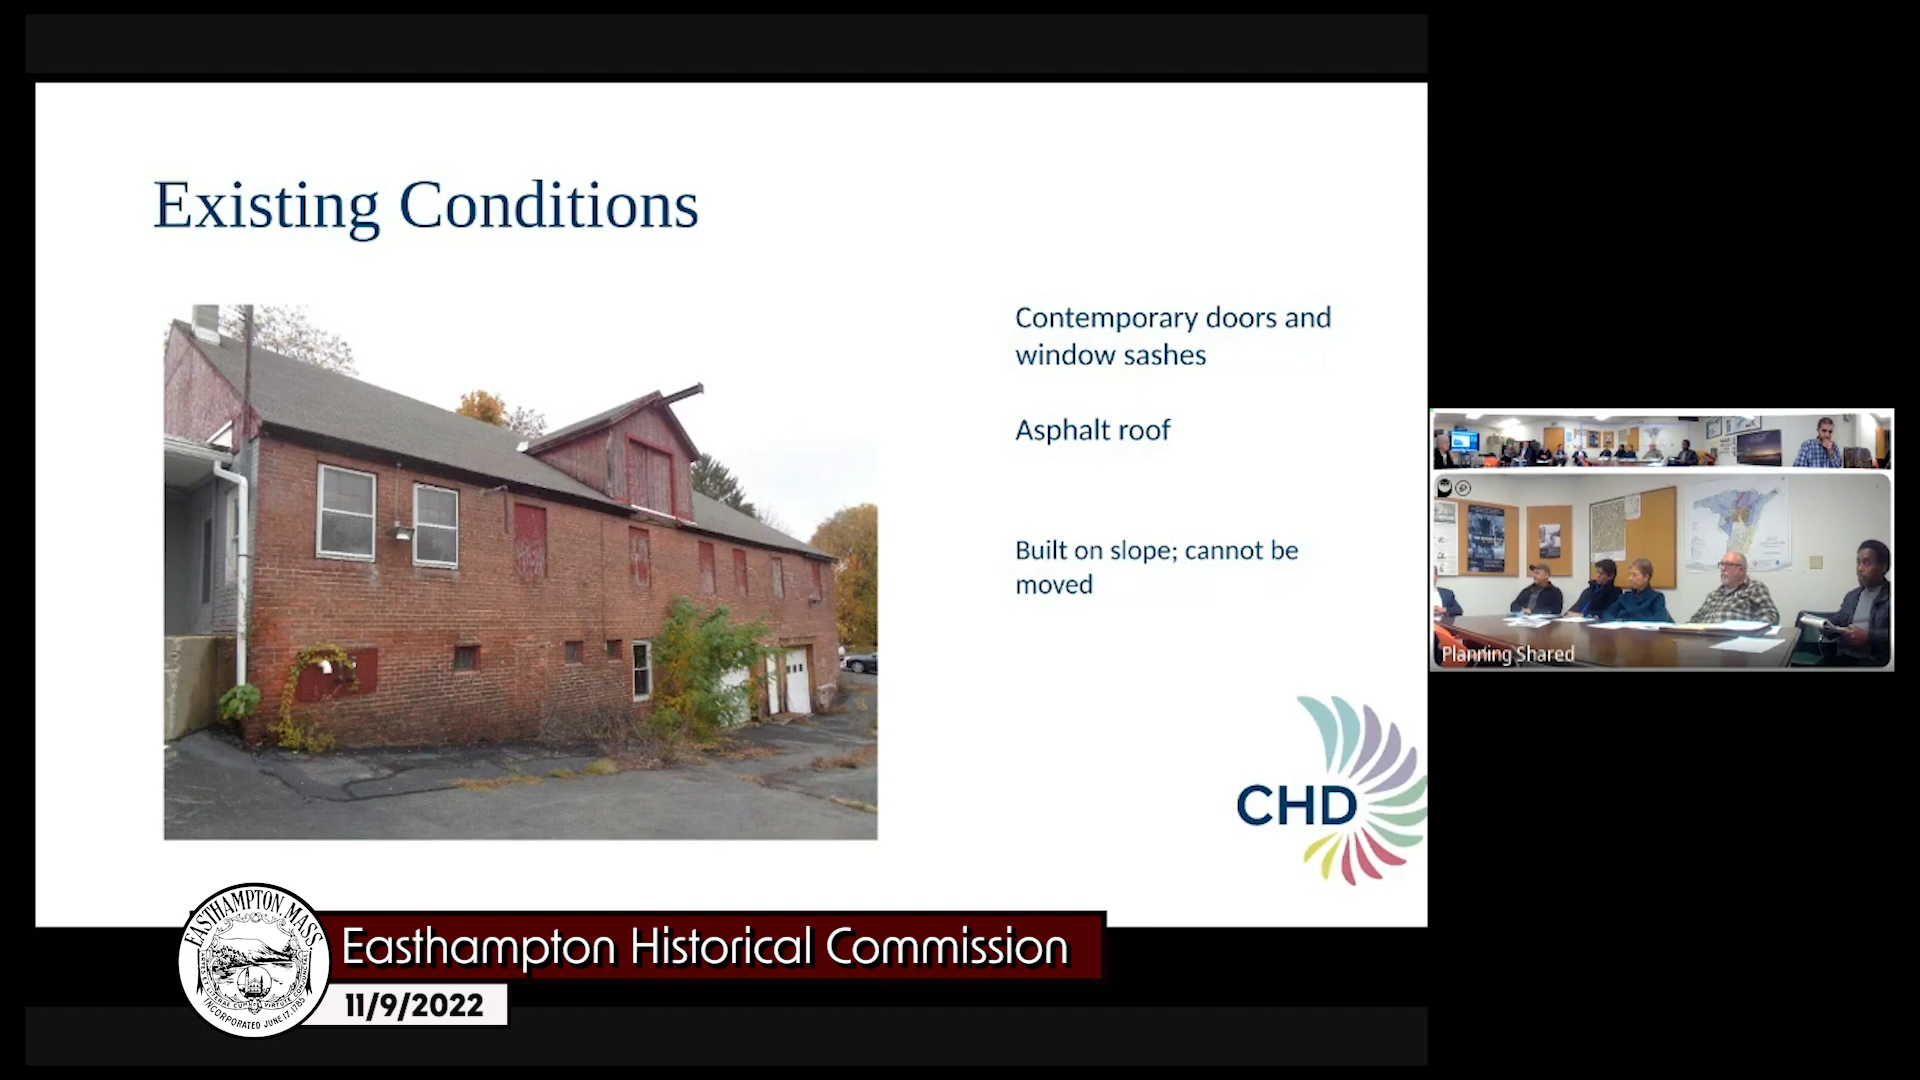 Existing Conditions
Contemporary doors and
window sashes
Asphalt roof
Built on slope; cannot be
moved
CHD
Planning Shared
EASTHAMPTON, MASS.
INCORPORATED JUNE 17, 1785
Easthampton Historical Commission
11/9/2022